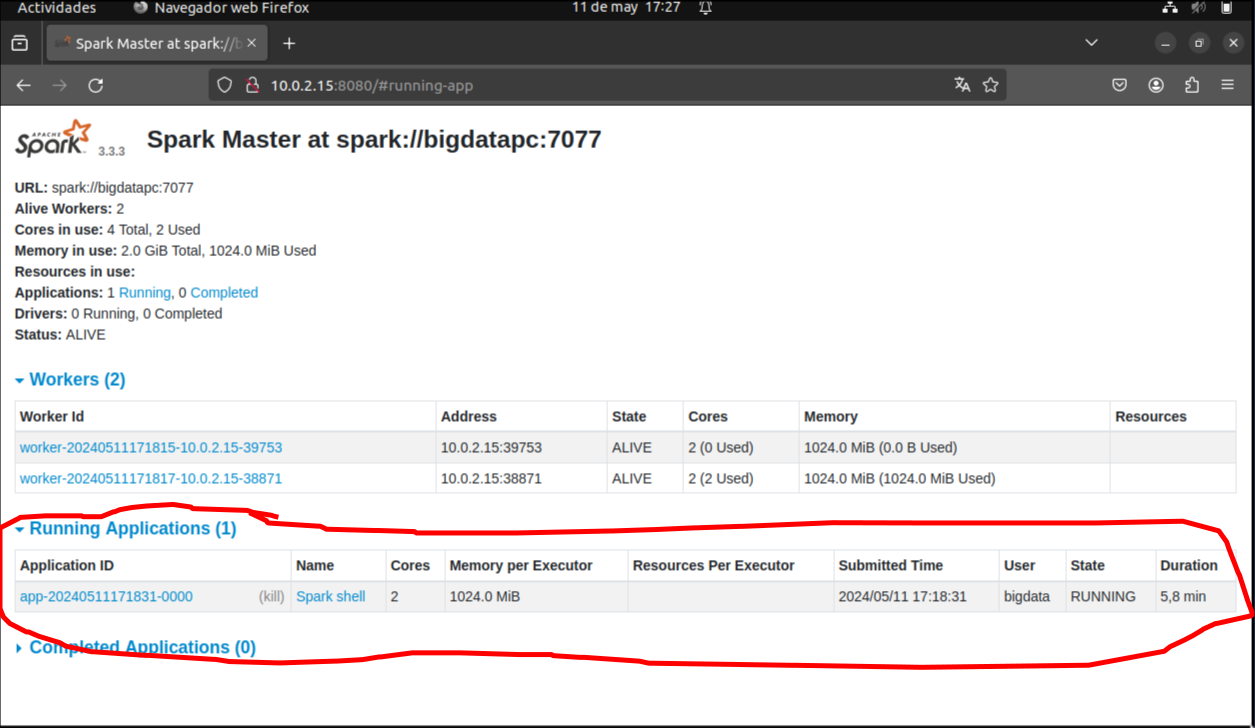 Actividades Navegador web Firefox 11 de may 17:27
Spark Master at spark://b
10.0.2.15:8080/#running-app
APACHE Spark 3.3.3 Spark Master at spark://bigdatapc:7077
URL: spark://bigdatapc:7077
Alive Workers: 2
Cores in use: 4 Total, 2 Used
Memory in use: 2.0 GiB Total, 1024.0 MiB Used
Resources in use:
Applications: 1 Running, 0 Completed
Drivers: 0 Running, 0 Completed
Status: ALIVE
Workers (2)
Worker Id Address State Cores Memory Resources
worker-20240511171815-10.0.2.15-39753 10.0.2.15:39753 ALIVE 2 (0 Used) 1024.0 MiB (0.0 B Used)
worker-20240511171817-10.0.2.15-38871 10.0.2.15:38871 ALIVE 2 (2 Used) 1024.0 MiB (1024.0 MiB Used)
Running Applications (1)
Application ID Name Cores Memory per Executor Resources Per Executor Submitted Time User State Duration
app-20240511171831-0000 (kill) Spark shell 2 1024.0 MiB 2024/05/11 17:18:31 bigdata RUNNING 5,8 min
Completed Applications (0)